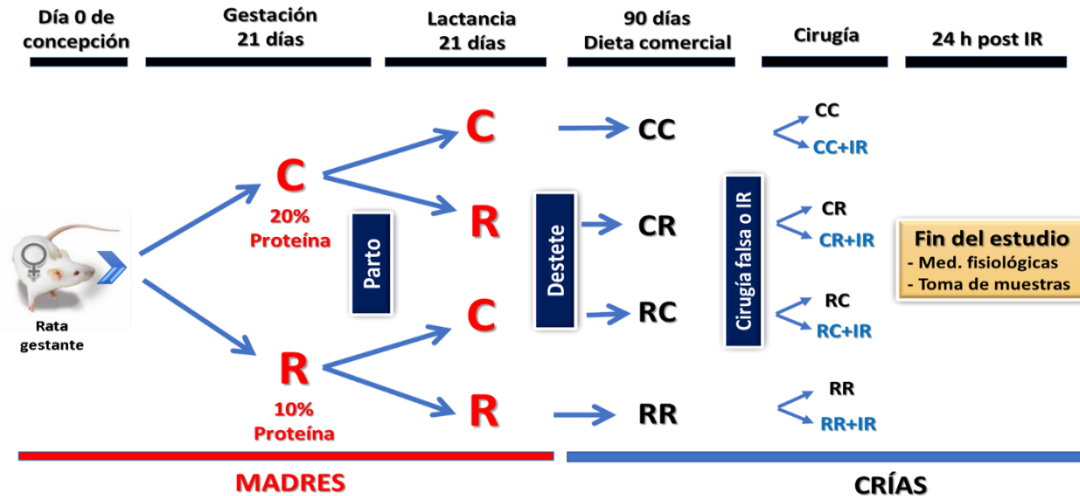 Día 0 de
concepción
Gestación
21 días
Lactancia
21 días
90 días
Dieta comercial
Cirugía
24 h post IR
Rata
gestante
C
20%
Proteína
R
10%
Proteína
Parto
C
R
C
R
Destete
CC
CR
RC
RR
Cirugía falsa o IR
CC
CC+IR
CR
CR+IR
RC
RC+IR
RR
RR+IR
Fin del estudio
- Med. fisiológicas
- Toma de muestras
MADRES
CRÍAS